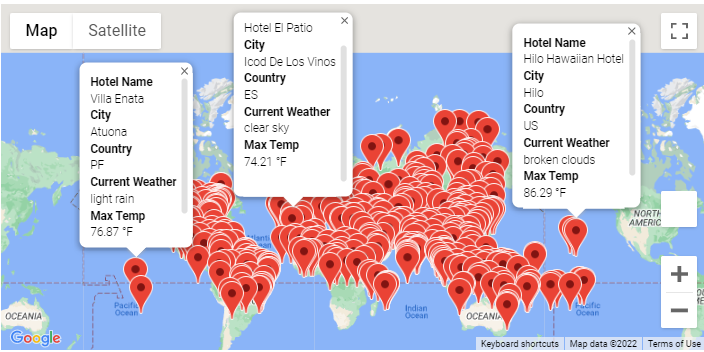 Map
Satellite
Hotel Name
Villa Enata
City
Atuona
Country
PF
Current Weather
light rain
Max Temp
76.87 °F
Hotel El Patio
City
Icod De Los Vinos
Country
ES
Current Weather
clear sky
Max Temp
74.21 °F
Hotel Name
Hilo Hawaiian Hotel
City
Hilo
Country
US
Current Weather
broken clouds
Max Temp
86.29 °F
NORTH
AMERIC
Pacific
Ocean
Indian
Ocean
Pacific
Ocean
OCEANIA
OCEANIA
Google
Keyboard shortcuts
Map data ©2022
Terms of Use